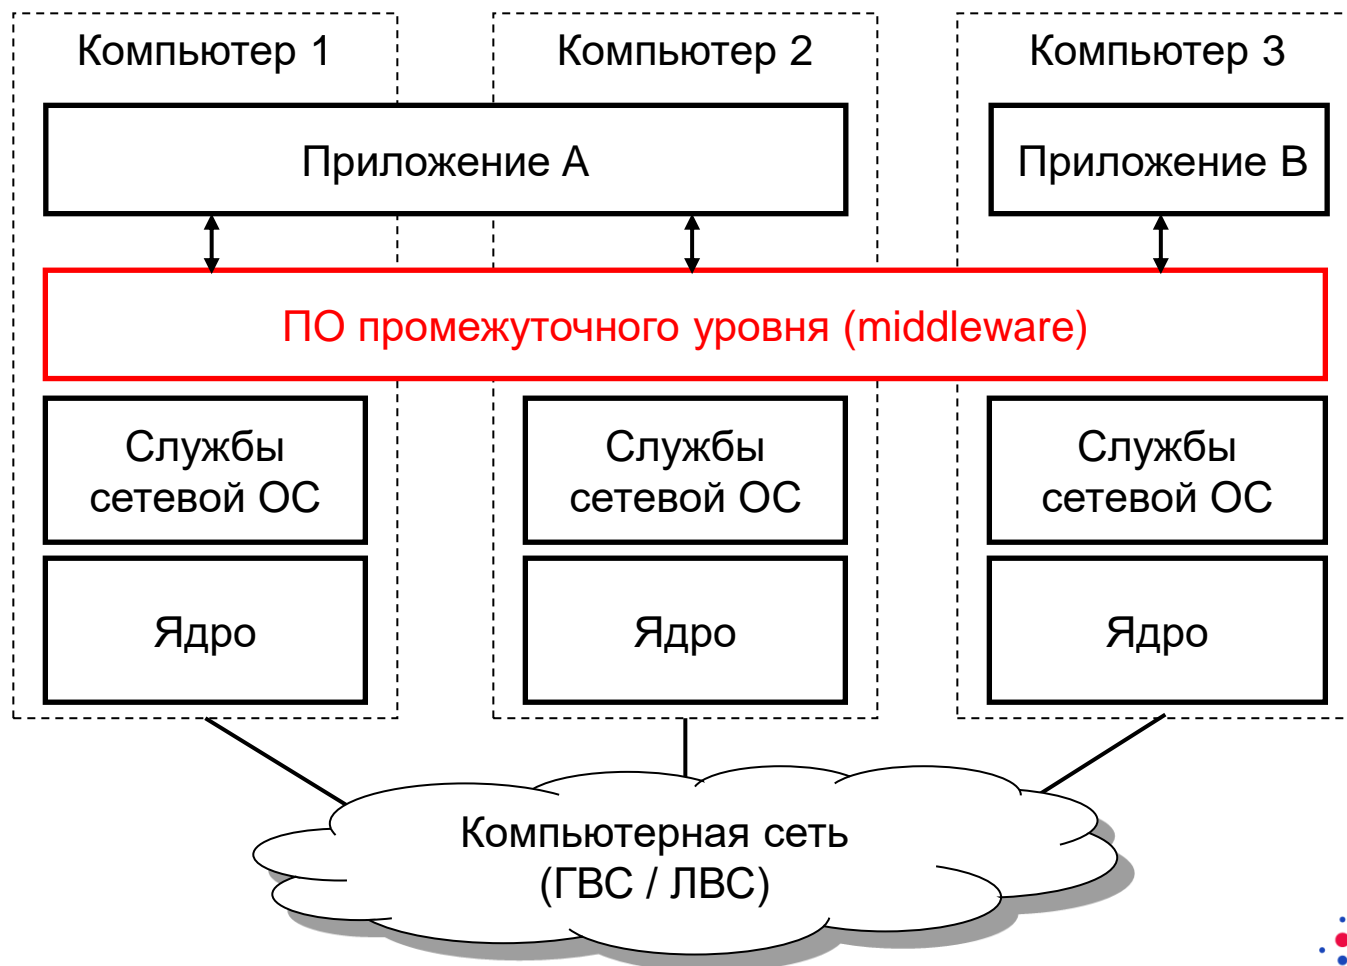 Компьютер 1
Компьютер 2
Компьютер 3
Приложение A
Приложение B
ПО промежуточного уровня (middleware)
Службы
сетевой ОС
Службы
сетевой ОС
Службы
сетевой ОС
Ядро
Ядро
Ядро
Компьютерная сеть
(ГВС / ЛВС)